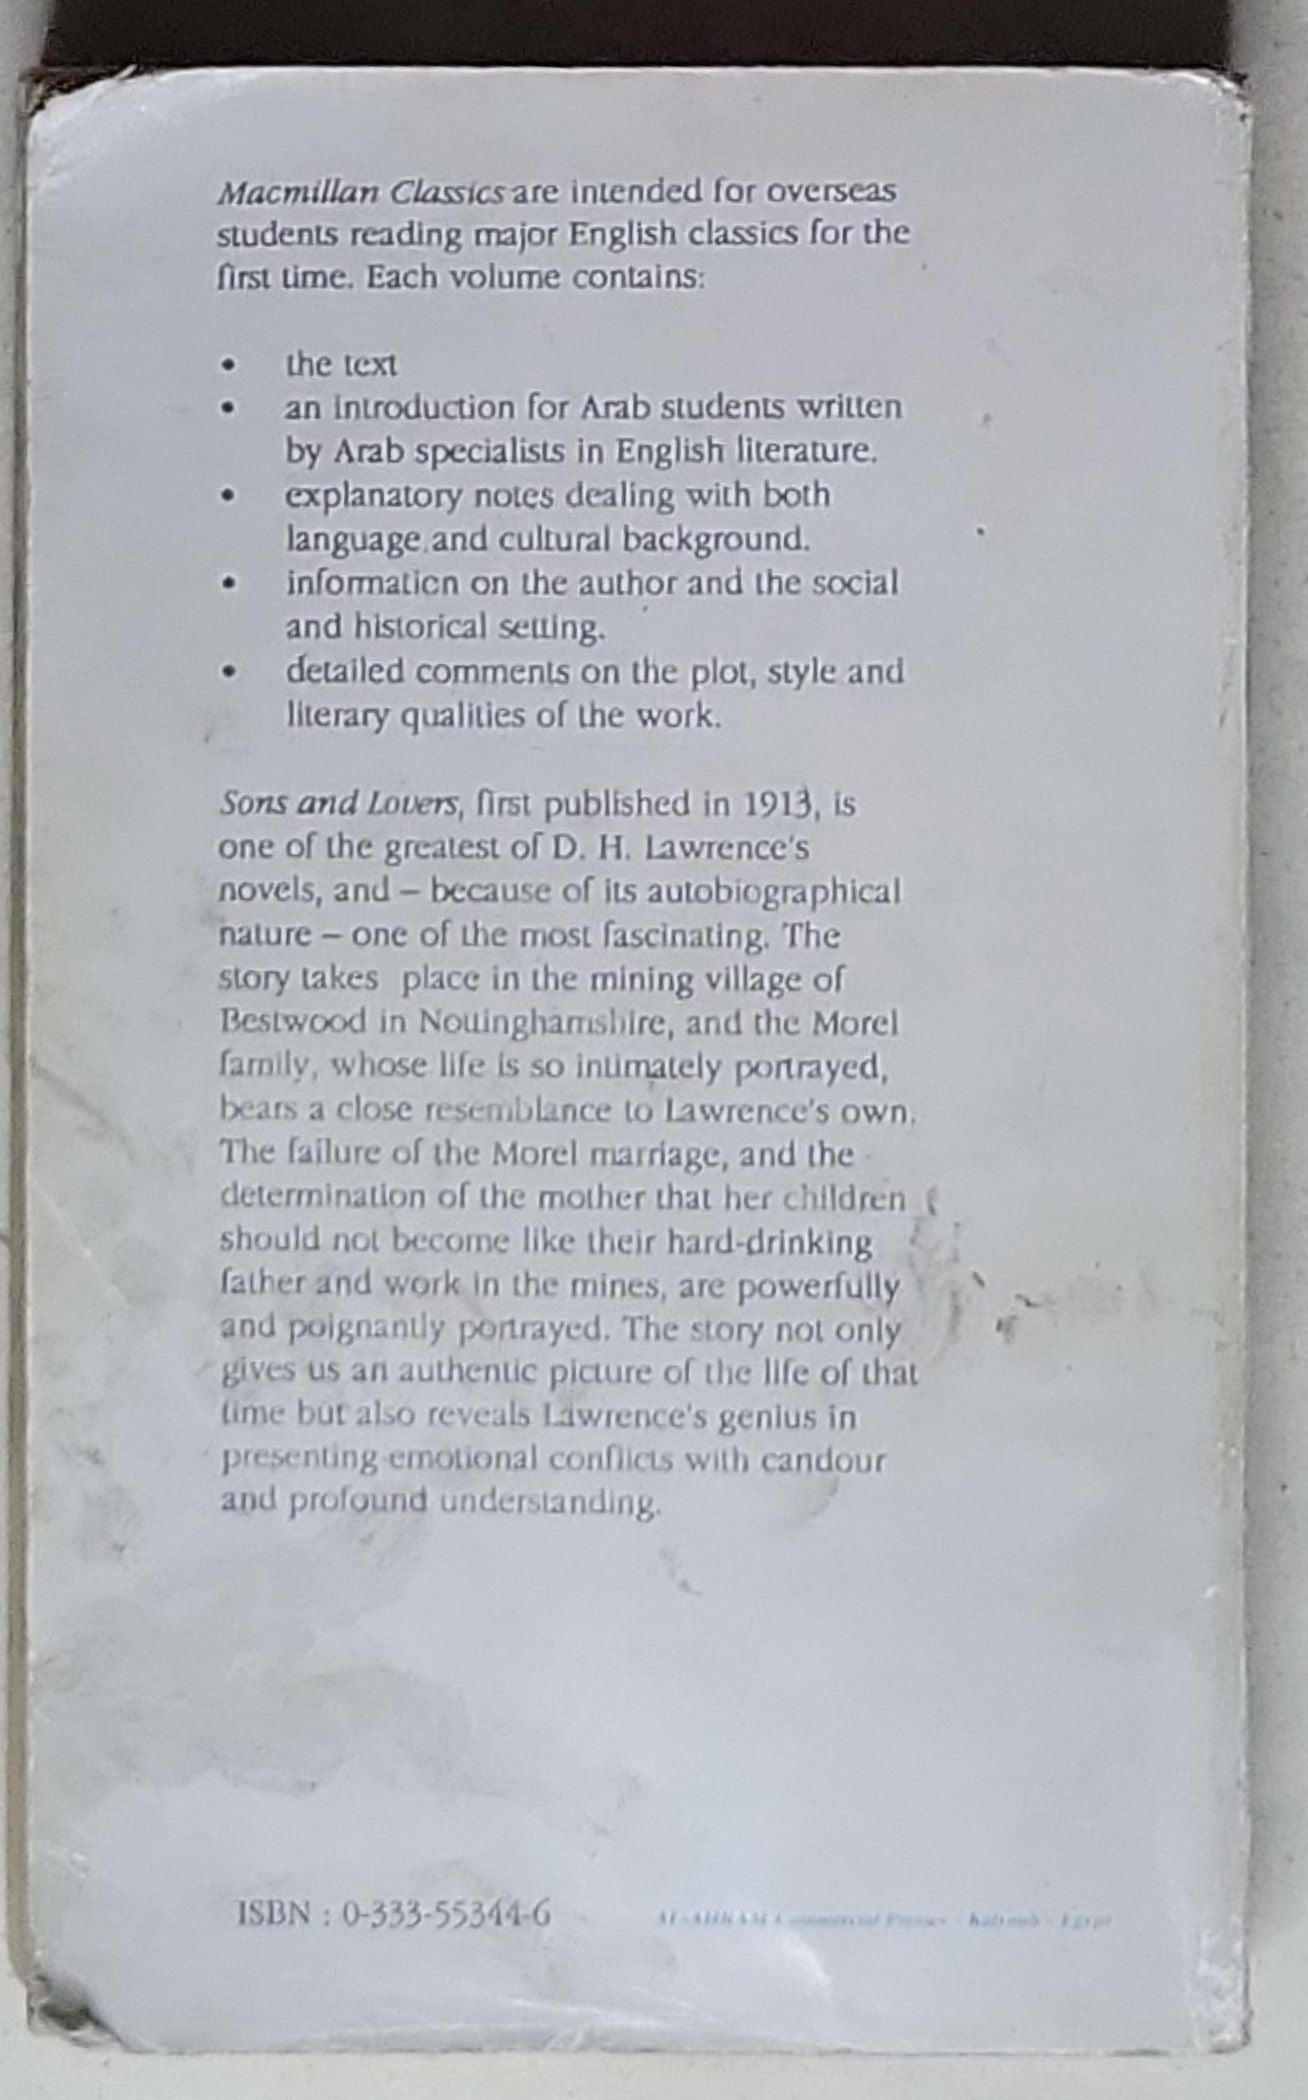 Macmillan Classics are intended for overseas
students reading major English classics for the
first time. Each volume contains:
• the text
• an introduction for Arab students written
by Arab specialists in English literature.
• explanatory notes dealing with both
language and cultural background.
• information on the author and the social
and historical setting.
• detailed comments on the plot, style and
literary qualities of the work.
Sons and Lovers, first published in 1913, is
one of the greatest of D. H. Lawrence's
novels, and – because of its autobiographical
nature – one of the most fascinating. The
story takes place in the mining village of
Bestwood in Nottinghamshire, and the Morel
family, whose life is so intimately portrayed,
bears a close resemblance to Lawrence's own.
The failure of the Morel marriage, and the
determination of the mother that her children
should not become like their hard-drinking
father and work in the mines, are powerfully
and poignantly portrayed. The story not only
gives us an authentic picture of the life of that
time but also reveals Lawrence's genius in
presenting emotional conflicts with candour
and profound understanding.
ISBN : 0-333-55344-6
AL-AHRAM Commercial Presses - Kalyoub - Egypt